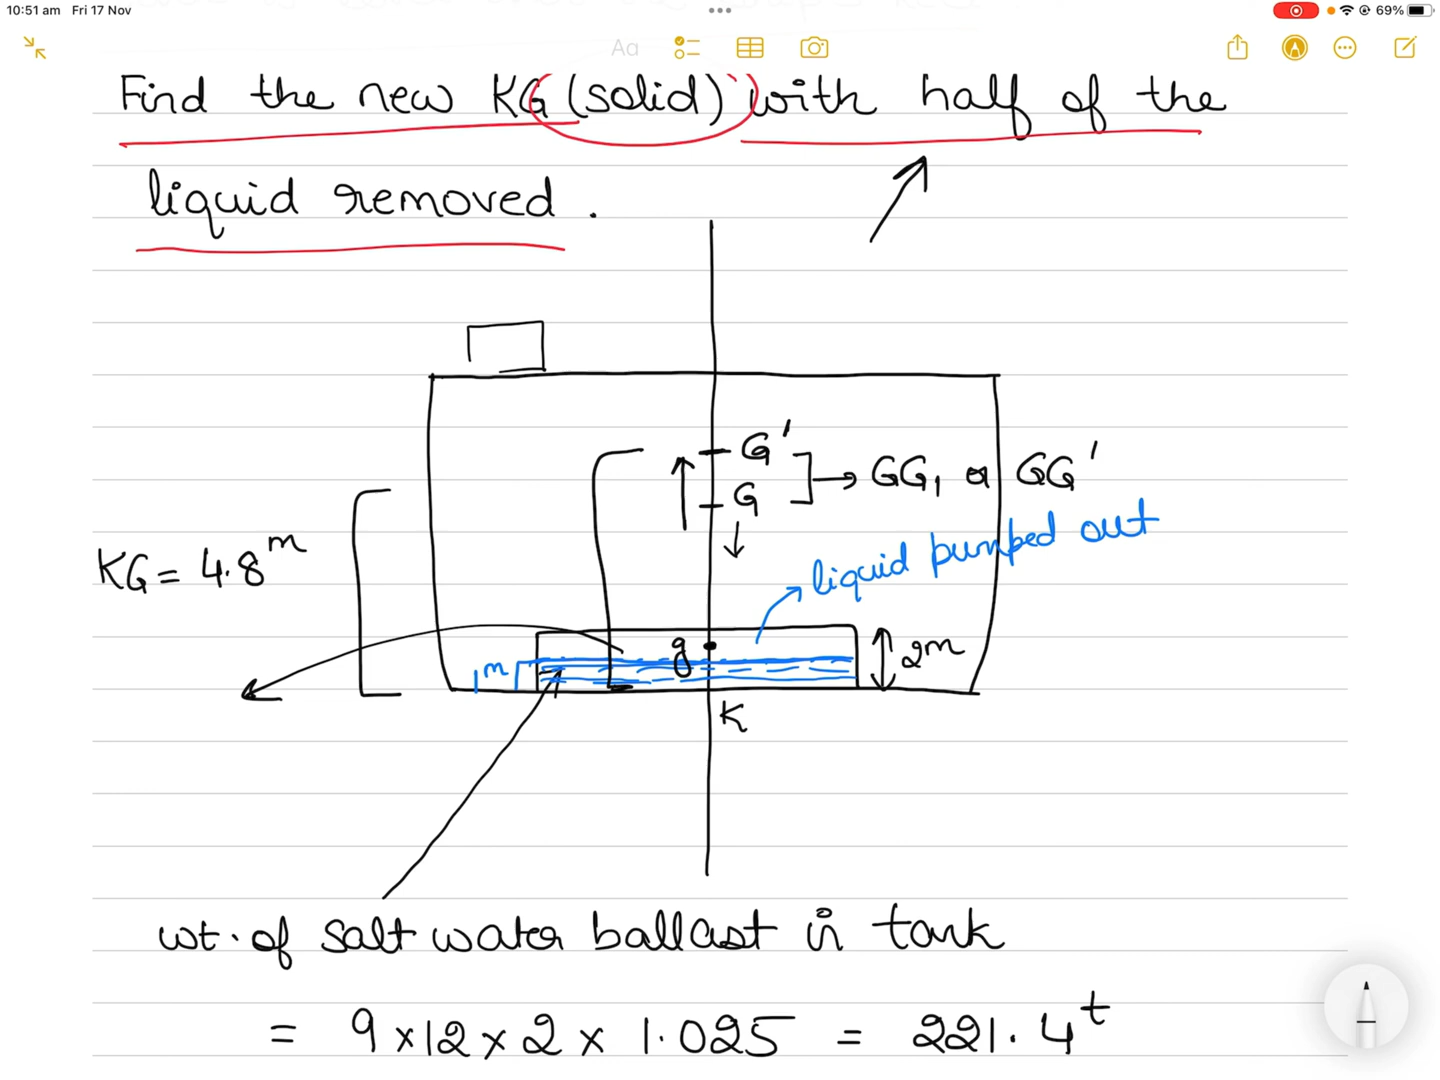 10:51 am Fri 17 Nov
69%
Aa
Find the new KG (solid) with half of the
liquid removed.
G'
GG₁ or GG'
G
KG = 4.8ᵐ
liquid pumped out
g
2ᵐ
1ᵐ
K
wt. of salt water ballast in tank
= 9 x 12 x 2 x 1.025 = 221.4ᵗ